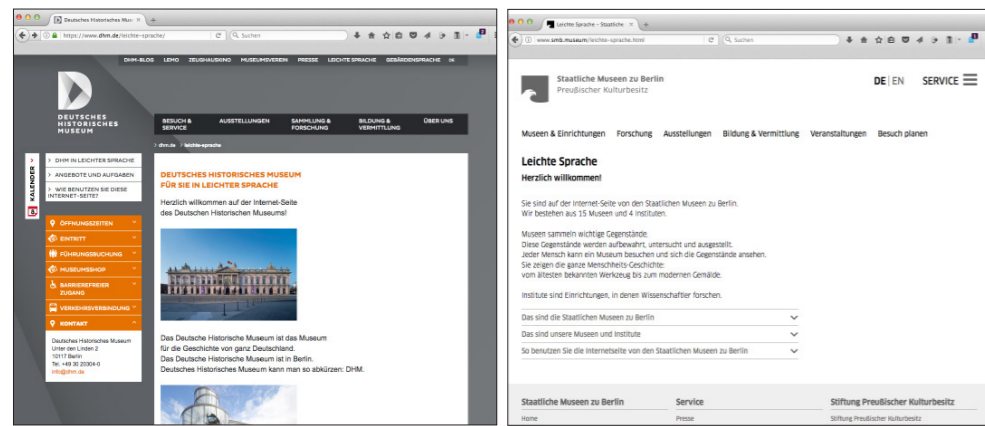 Deutsches Historisches Mus
https://www.dhm.de/leichte-sprache/
Suchen
DHM-BLOG LEMO ZEUGHAUSKINO MUSEUMSVEREIN PRESSE LEICHTE SPRACHE GEBÄRDENSPRACHE
DEUTSCHES
HISTORISCHES
MUSEUM
BESUCH &
SERVICE
AUSSTELLUNGEN
SAMMLUNG &
FORSCHUNG
BILDUNG &
VERMITTLUNG
ÜBER UNS
> dhm.de > leichte-sprache
KALENDER
> DHM IN LEICHTER SPRACHE
> ANGEBOTE UND AUFGABEN
> WIE BENUTZEN SIE DIESE
INTERNET-SEITE?
ÖFFNUNGSZEITEN
EINTRITT
FÜHRUNGSBUCHUNG
MUSEUMSSHOP
BARRIEREFREIER
ZUGANG
VERKEHRSVERBINDUNG
KONTAKT
Deutsches Historisches Museum
Unter den Linden 2
10117 Berlin
Tel. +49 30 20304-0
info@dhm.de
DEUTSCHES HISTORISCHES MUSEUM
FÜR SIE IN LEICHTER SPRACHE
Herzlich willkommen auf der Internet-Seite
des Deutschen Historischen Museums!
Das Deutsche Historische Museum ist das Museum
für die Geschichte von ganz Deutschland.
Das Deutsche Historische Museum ist in Berlin.
Deutsches Historisches Museum kann man so abkürzen: DHM.
Leichte Sprache – Staatliche
www.smb.museum/leichte-sprache.html
Suchen
Staatliche Museen zu Berlin
Preußischer Kulturbesitz
DE | EN
SERVICE
Museen & Einrichtungen Forschung Ausstellungen Bildung & Vermittlung Veranstaltungen Besuch planen
Leichte Sprache
Herzlich willkommen!
Sie sind auf der Internet-Seite von den Staatlichen Museen zu Berlin.
Wir bestehen aus 15 Museen und 4 Instituten.
Museen sammeln wichtige Gegenstände.
Diese Gegenstände werden aufbewahrt, untersucht und ausgestellt.
Jeder Mensch kann ein Museum besuchen und sich die Gegenstände ansehen.
Sie zeigen die ganze Menschheits-Geschichte:
vom ältesten bekannten Werkzeug bis zum modernen Gemälde.
Institute sind Einrichtungen, in denen Wissenschaftler forschen.
Das sind die Staatlichen Museen zu Berlin
Das sind unsere Museen und Institute
So benutzen Sie die Internetseite von den Staatlichen Museen zu Berlin
Staatliche Museen zu Berlin
Service
Stiftung Preußischer Kulturbesitz
Home
Presse
Stiftung Preußischer Kulturbesitz